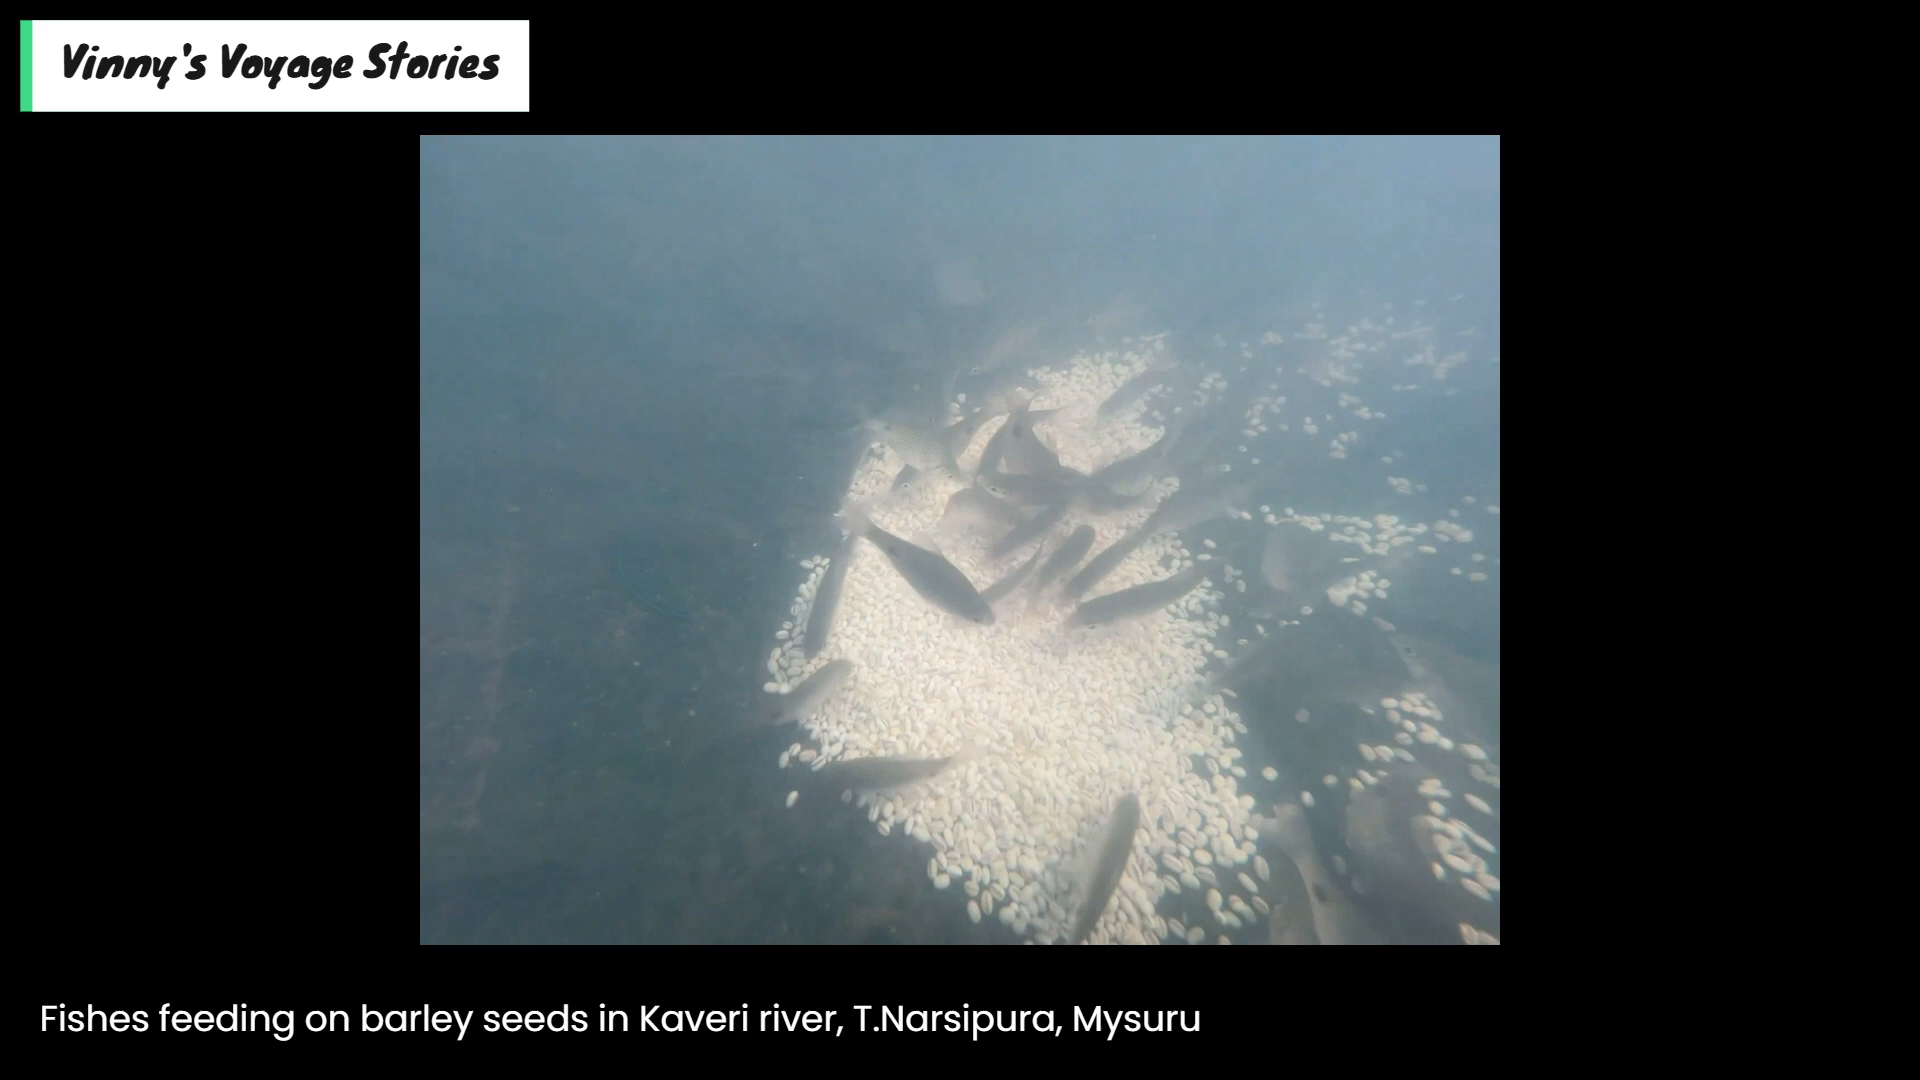 Vinny's Voyage Stories
Fishes feeding on barley seeds in Kaveri river, T.Narsipura, Mysuru